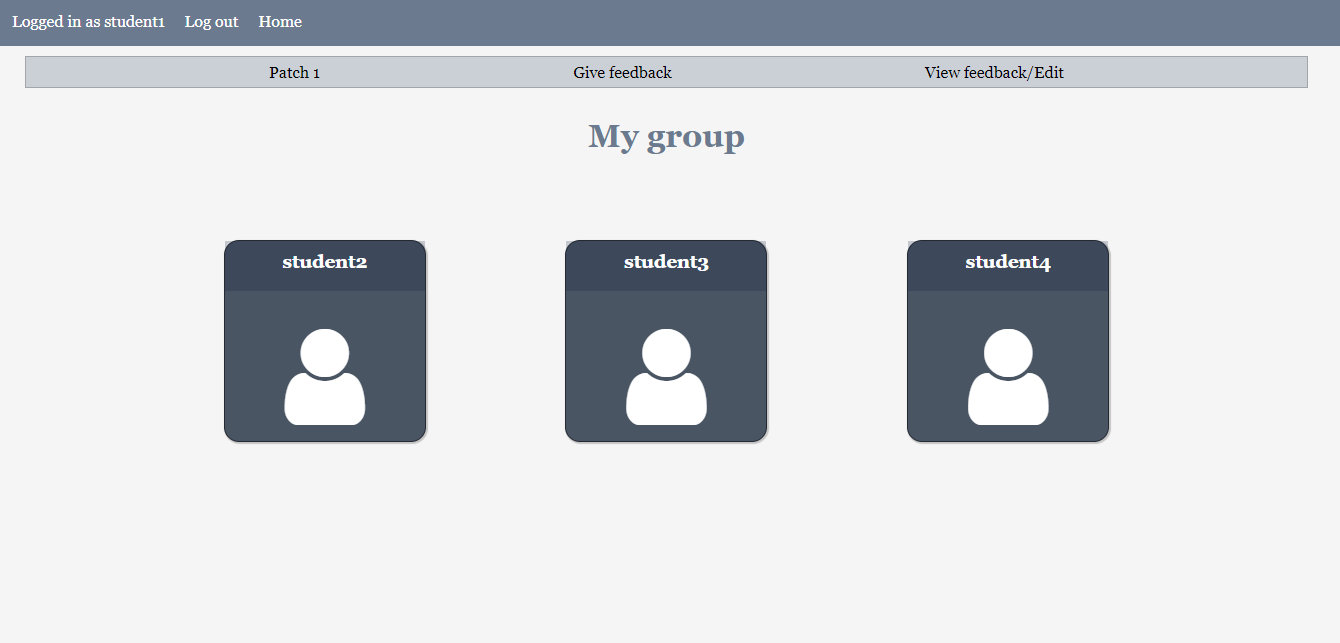 Logged in as student1 Log out Home
Patch 1 Give feedback View feedback/Edit
My group
student2 student3 student4